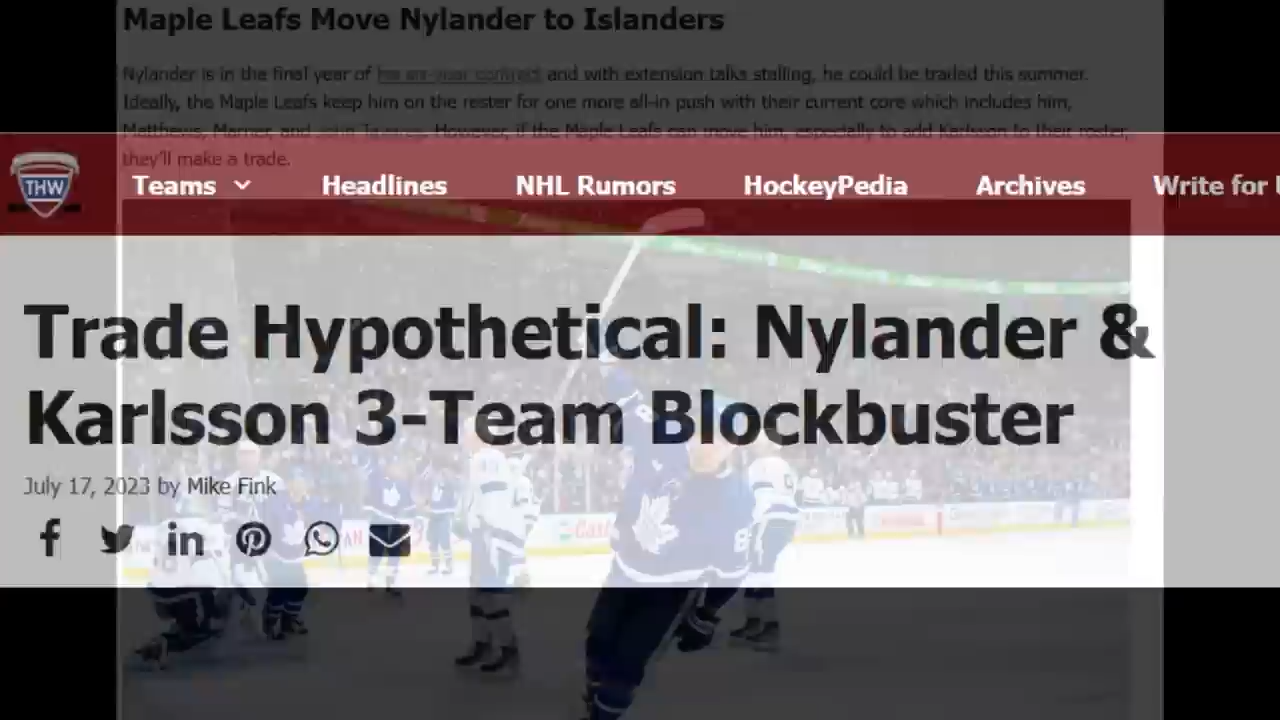 Maple Leafs Move Nylander to Islanders
Nylander is in the final year of his six-year contract and with extension talks stalling, he could be traded this summer.
Ideally, the Maple Leafs keep him on the roster for one more all-in push with their current core which includes him,
Matthews, Marner, and John Tavares. However, if the Maple Leafs can move him, especially to add Karlsson to their roster,
they'll make a trade.
THW
Teams
Headlines
NHL Rumors
HockeyPedia
Archives
Write for
Trade Hypothetical: Nylander &
Karlsson 3-Team Blockbuster
July 17, 2023 by Mike Fink